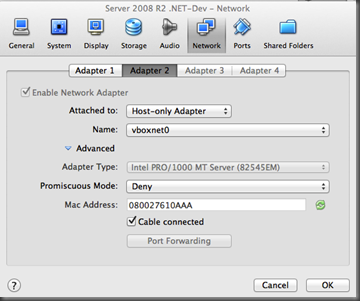 Server 2008 R2 .NET-Dev - Network
General System Display Storage Audio Network Ports Shared Folders
Adapter 1 Adapter 2 Adapter 3 Adapter 4
Enable Network Adapter
Attached to: Host-only Adapter
Name: vboxnet0
Advanced
Adapter Type: Intel PRO/1000 MT Server (82545EM)
Promiscuous Mode: Deny
Mac Address: 080027610AAA
Cable connected
Port Forwarding
? Cancel OK